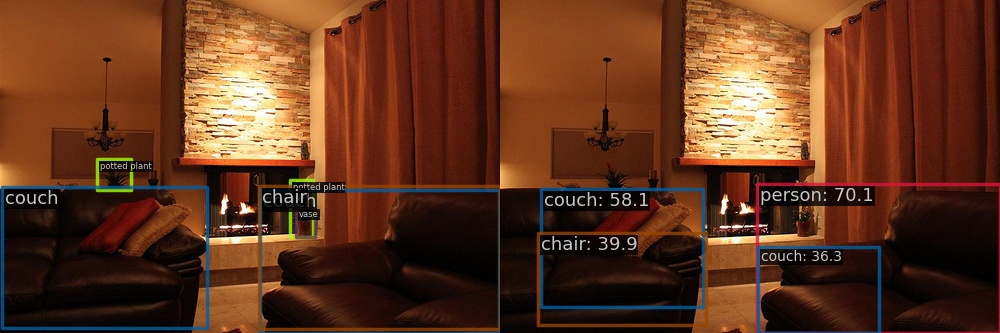 potted plant
couch
potted plant
chair
couch
vase
couch: 58.1
chair: 39.9
person: 70.1
couch: 36.3